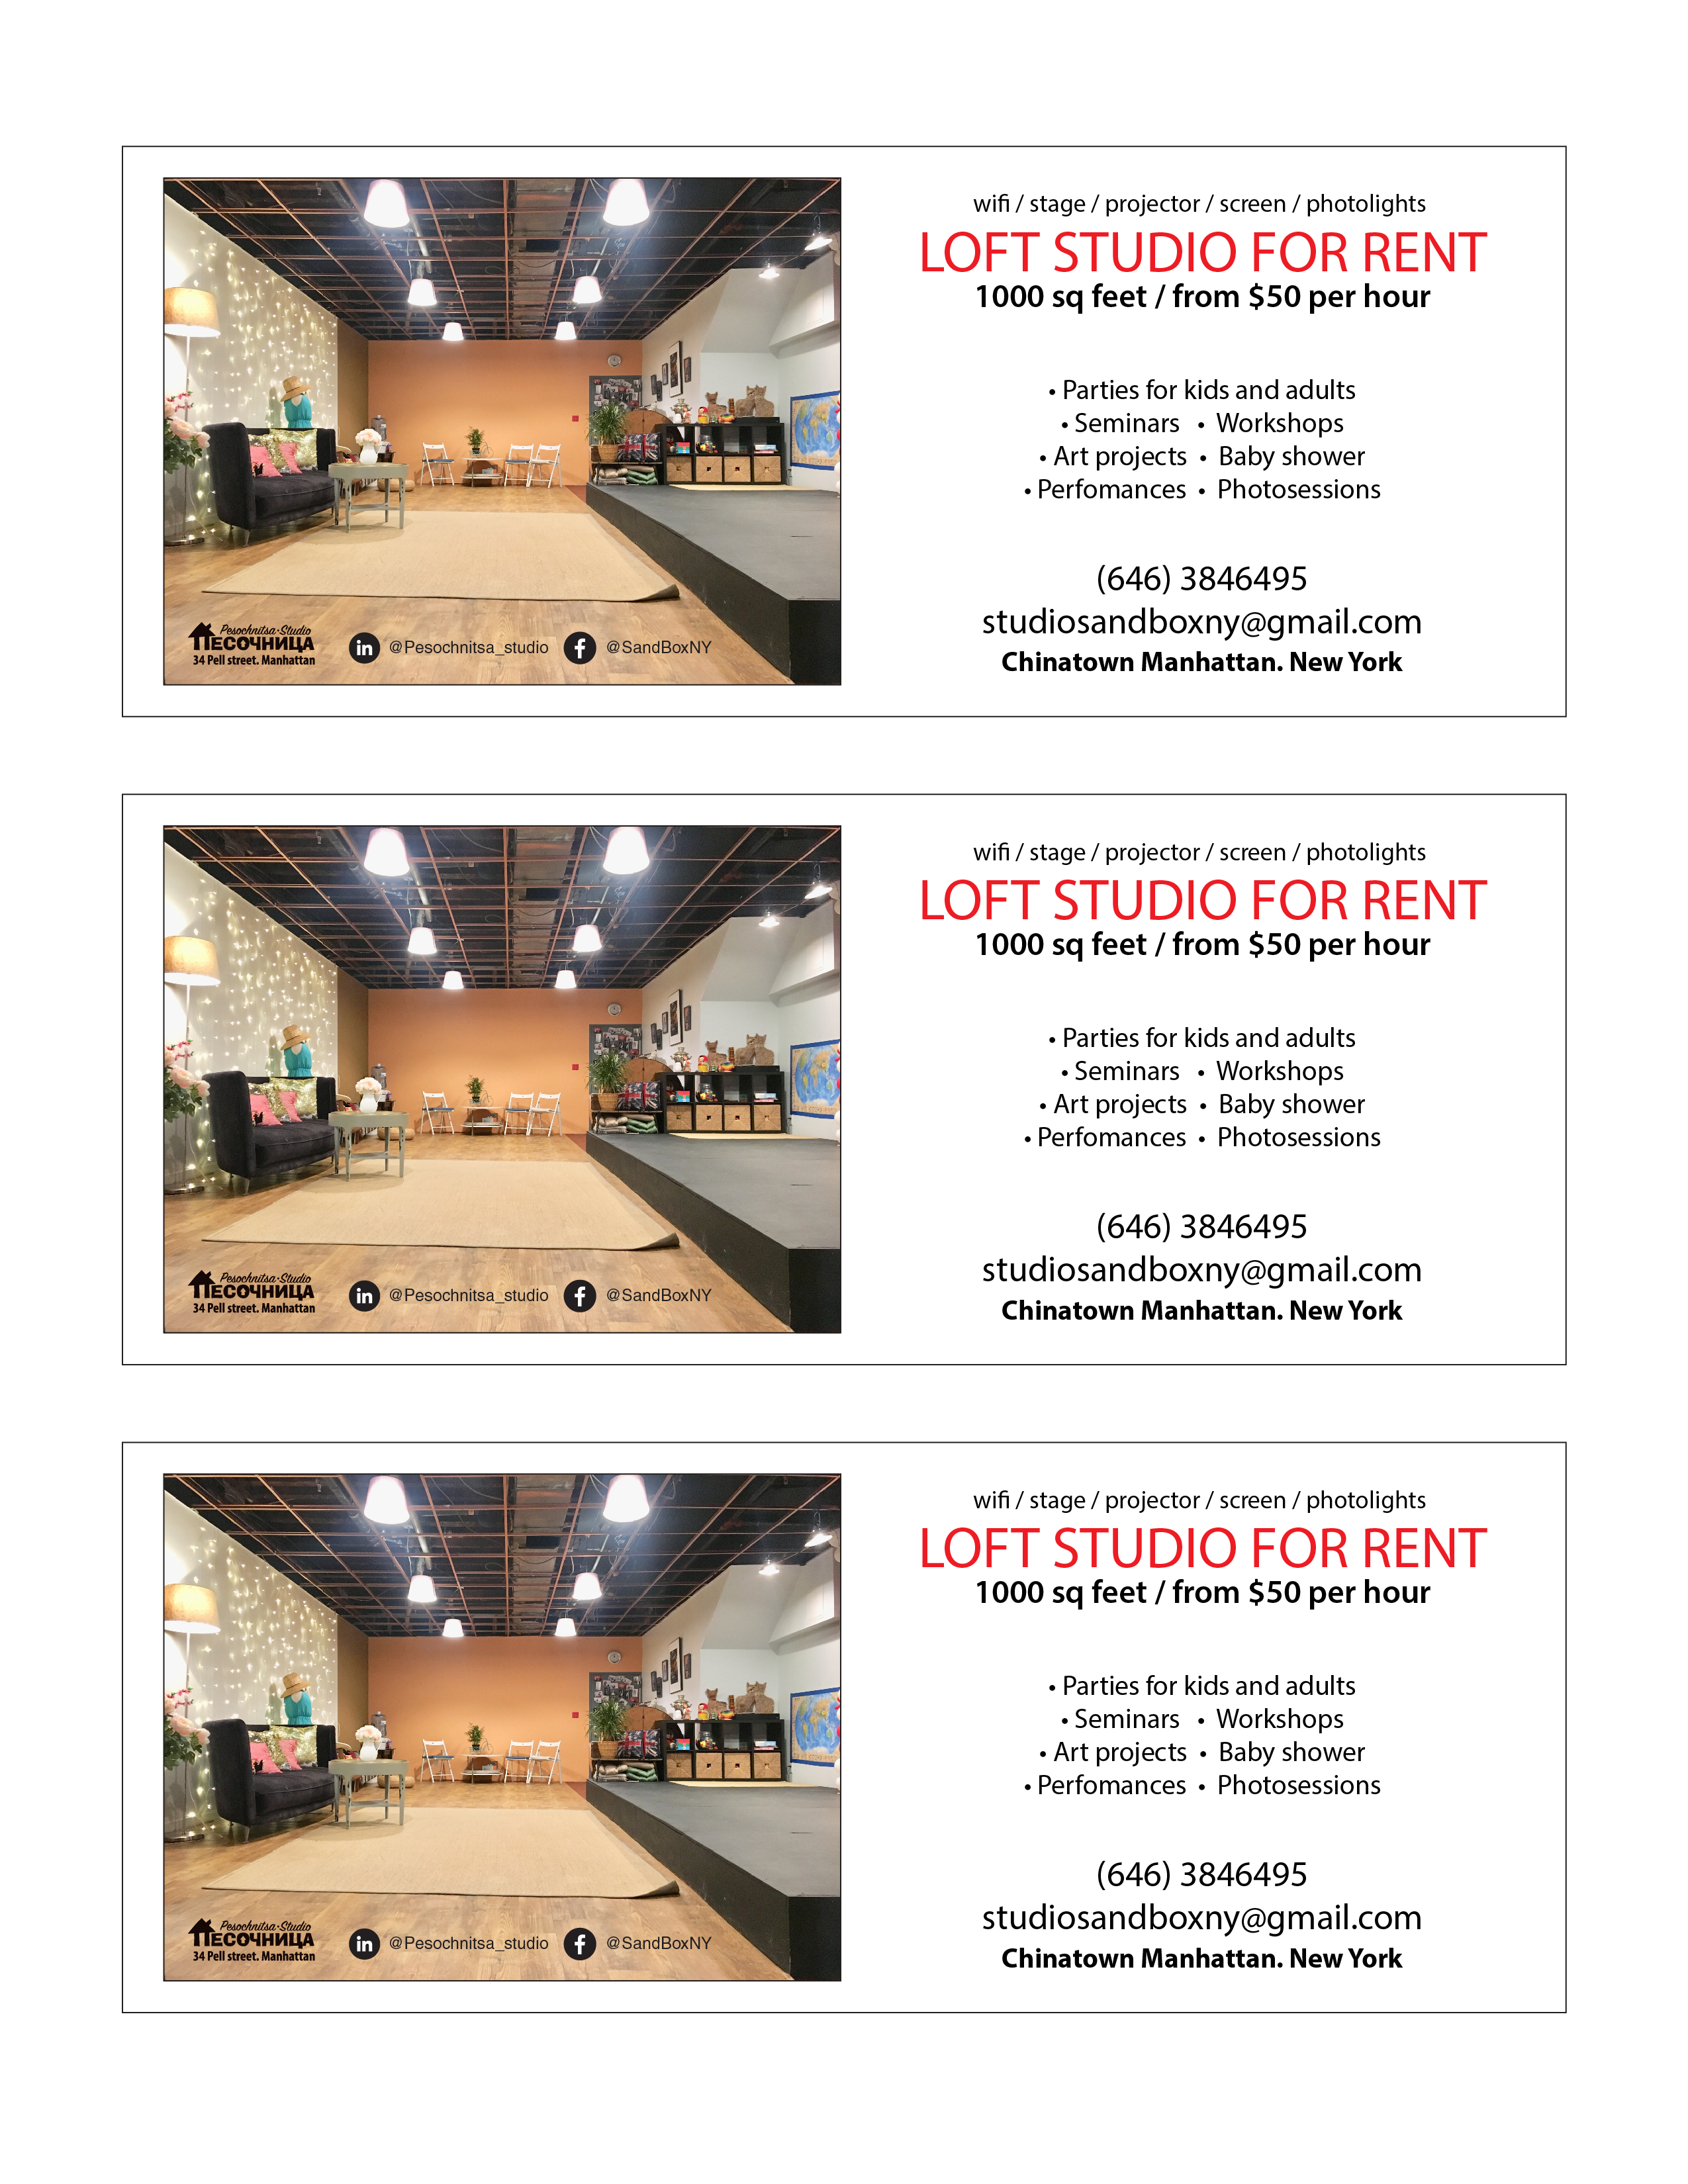 wifi / stage / projector / screen / photolights
LOFT STUDIO FOR RENT
1000 sq feet / from $50 per hour
• Parties for kids and adults
• Seminars • Workshops
• Art projects • Baby shower
• Perfomances • Photosessions
(646) 3846495
studiosandboxny@gmail.com
Chinatown Manhattan. New York
Pesochnitsa·Studio
ПЕСОЧНИЦА
34 Pell street. Manhattan
in @Pesochnitsa_studio f @SandBoxNY
wifi / stage / projector / screen / photolights
LOFT STUDIO FOR RENT
1000 sq feet / from $50 per hour
• Parties for kids and adults
• Seminars • Workshops
• Art projects • Baby shower
• Perfomances • Photosessions
(646) 3846495
studiosandboxny@gmail.com
Chinatown Manhattan. New York
Pesochnitsa·Studio
ПЕСОЧНИЦА
34 Pell street. Manhattan
in @Pesochnitsa_studio f @SandBoxNY
wifi / stage / projector / screen / photolights
LOFT STUDIO FOR RENT
1000 sq feet / from $50 per hour
• Parties for kids and adults
• Seminars • Workshops
• Art projects • Baby shower
• Perfomances • Photosessions
(646) 3846495
studiosandboxny@gmail.com
Chinatown Manhattan. New York
Pesochnitsa·Studio
ПЕСОЧНИЦА
34 Pell street. Manhattan
in @Pesochnitsa_studio f @SandBoxNY